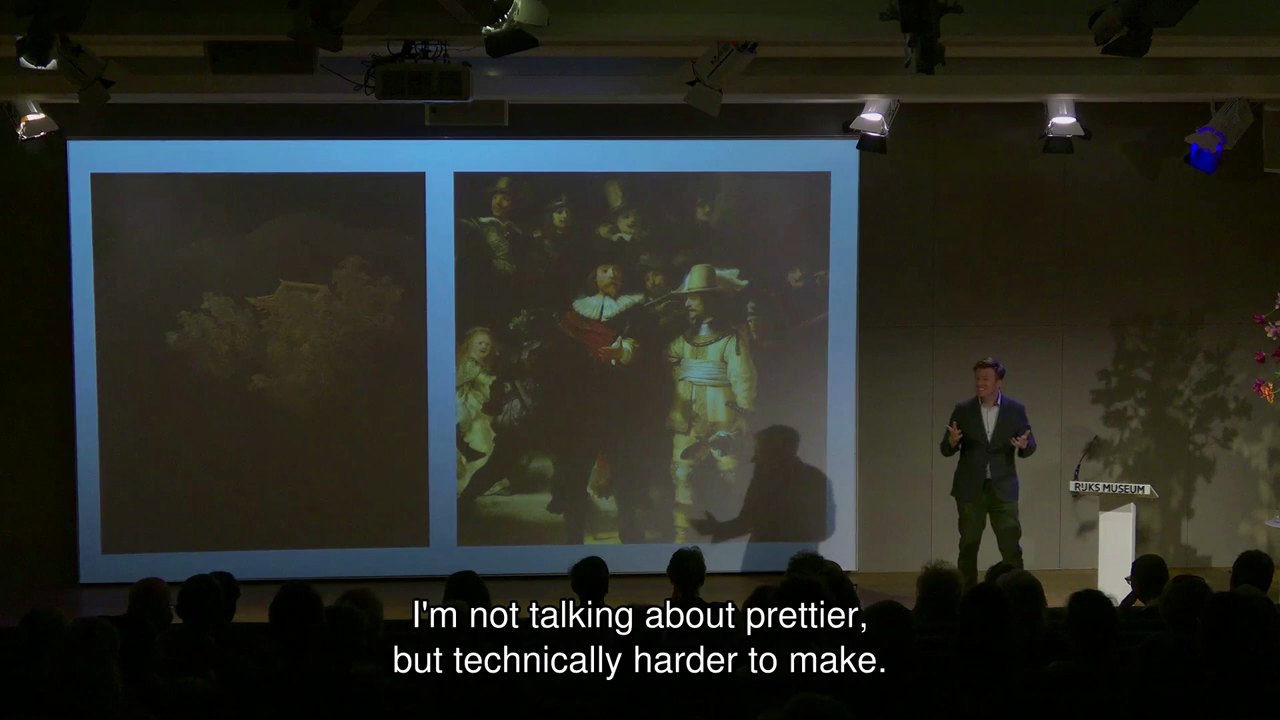 RIJKS MUSEUM
I'm not talking about prettier,
but technically harder to make.